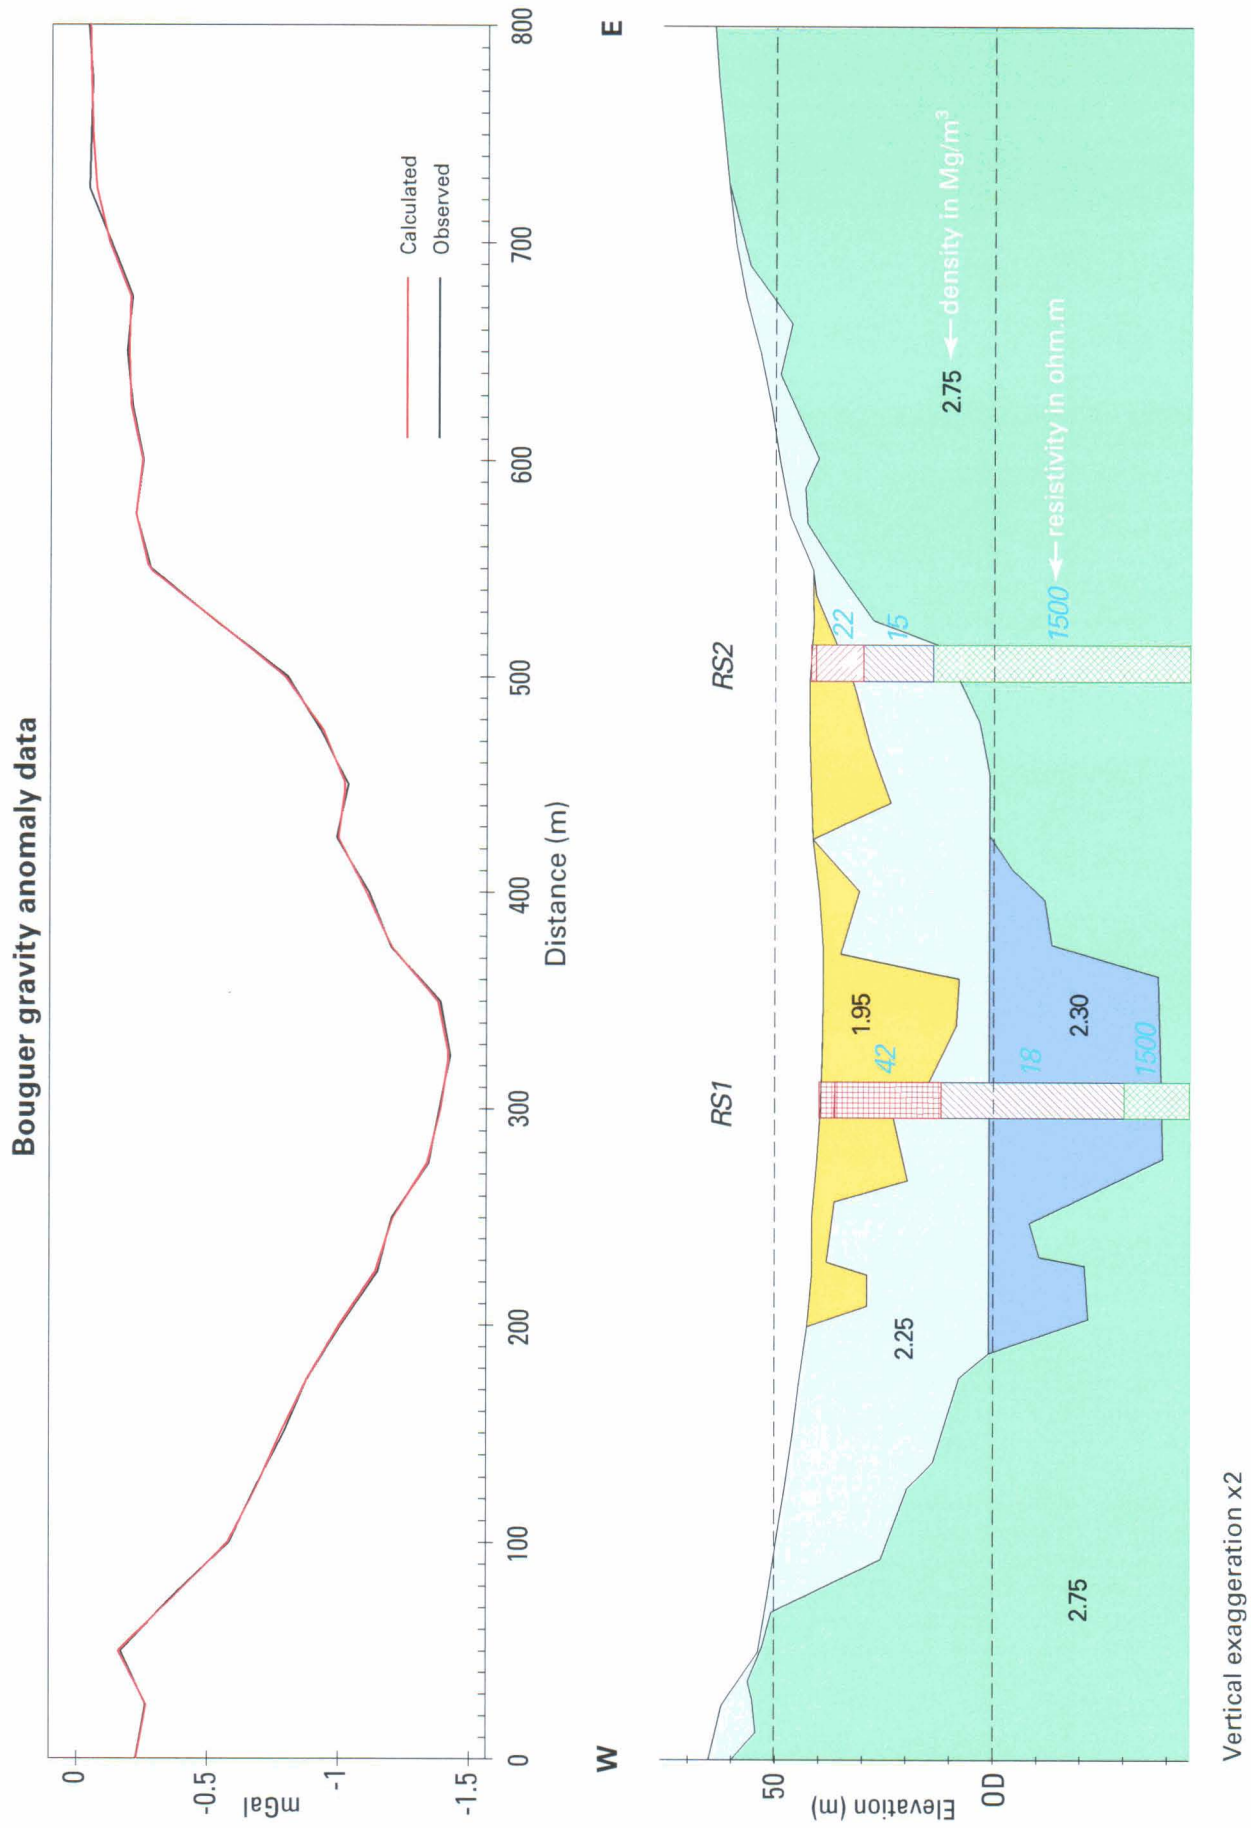 Bouguer gravity anomaly data
0
-0.5
-1
-1.5
mGal
0
100
200
300
400
500
600
700
800
Distance (m)
Calculated
Observed
W
E
RS1
RS2
50
OD
Elevation (m)
1.95
42
22
15
2.25
18
2.30
1500
1500 ← resistivity in ohm.m
2.75 ← density in Mg/m³
2.75
Vertical exaggeration x2